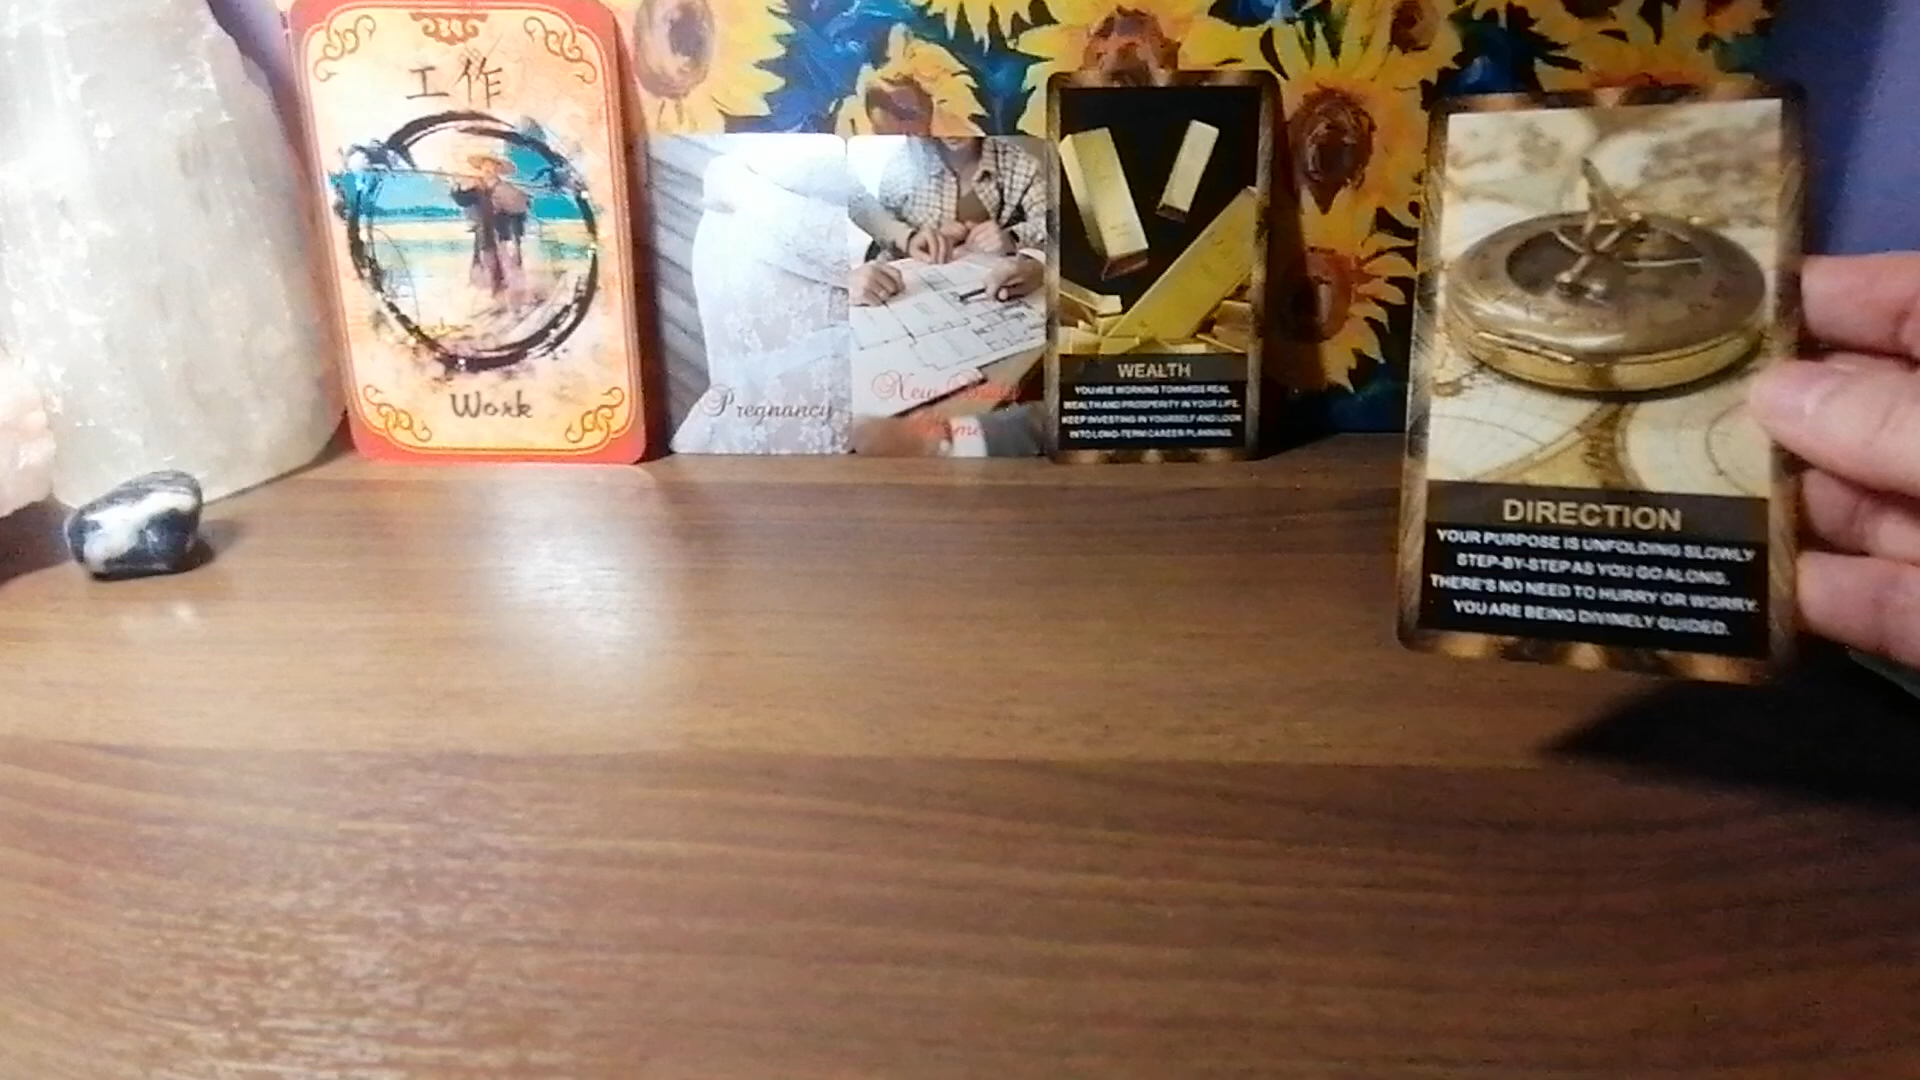 工作
Work
Pregnancy
New
WEALTH
YOU ARE WORKING TOWARDS REAL
WEALTH AND PROSPERITY IN YOUR LIFE.
KEEP INVESTING IN YOURSELF AND LOOK
INTO LONG-TERM CAREER PLANNING.
DIRECTION
YOUR PURPOSE IS UNFOLDING SLOWLY
STEP-BY-STEP AS YOU GO ALONG.
THERE'S NO NEED TO HURRY OR WORRY.
YOU ARE BEING DIVINELY GUIDED.